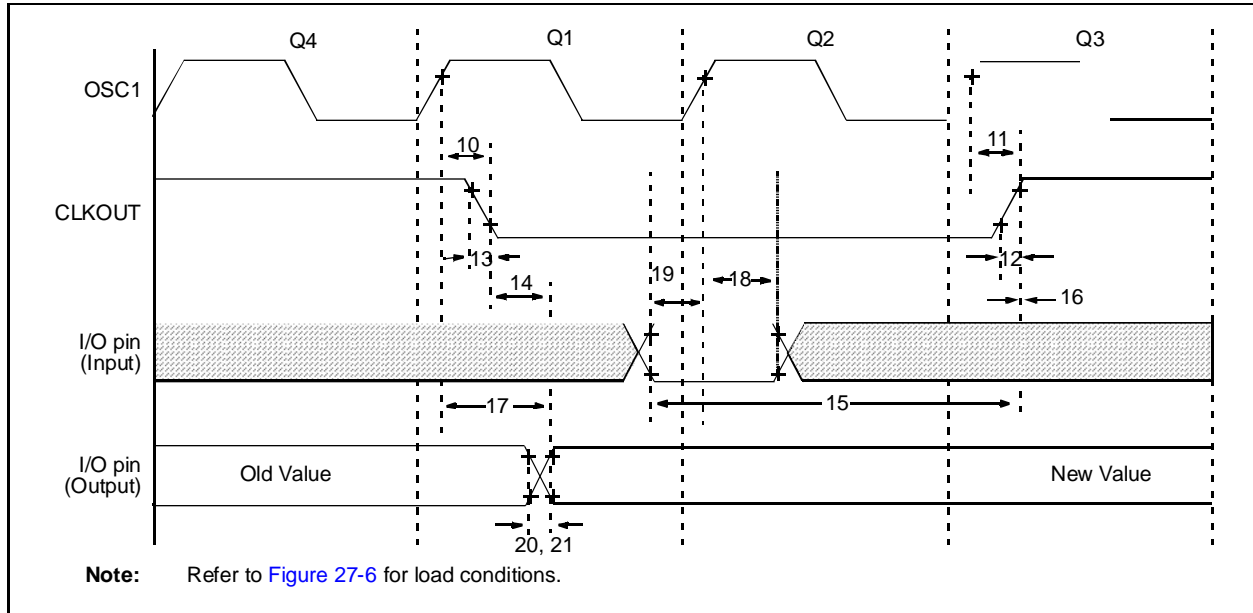 Q4 Q1 Q2 Q3
OSC1
10 11
CLKOUT
13 12
19 18
14 16
I/O pin
(Input)
17 15
I/O pin
(Output)
Old Value New Value
20, 21
Note: Refer to Figure 27-6 for load conditions.